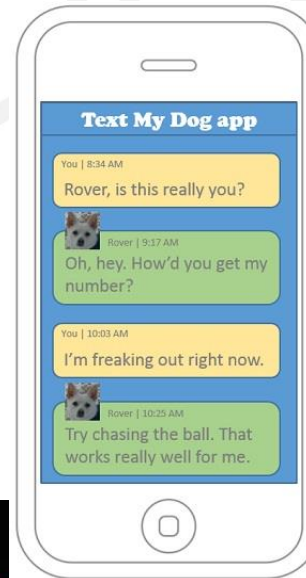 Text My Dog app
You | 8:34 AM
Rover, is this really you?
Rover | 9:17 AM
Oh, hey. How’d you get my
number?
You | 10:03 AM
I’m freaking out right now.
Rover | 10:25 AM
Try chasing the ball. That
works really well for me.